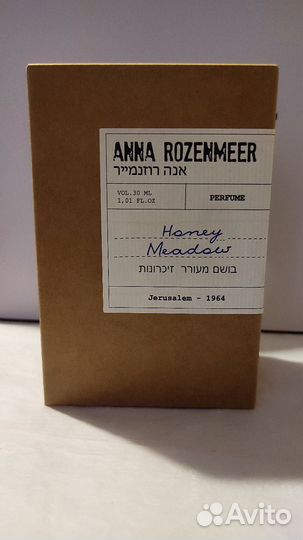 ANNA ROZENMEER
אנה רוזנמייר
VOL.30 ML
1,01 FL.OZ
PERFUME
Honey
Meadow
בושם מעורר זיכרונות
Jerusalem - 1964
Avito